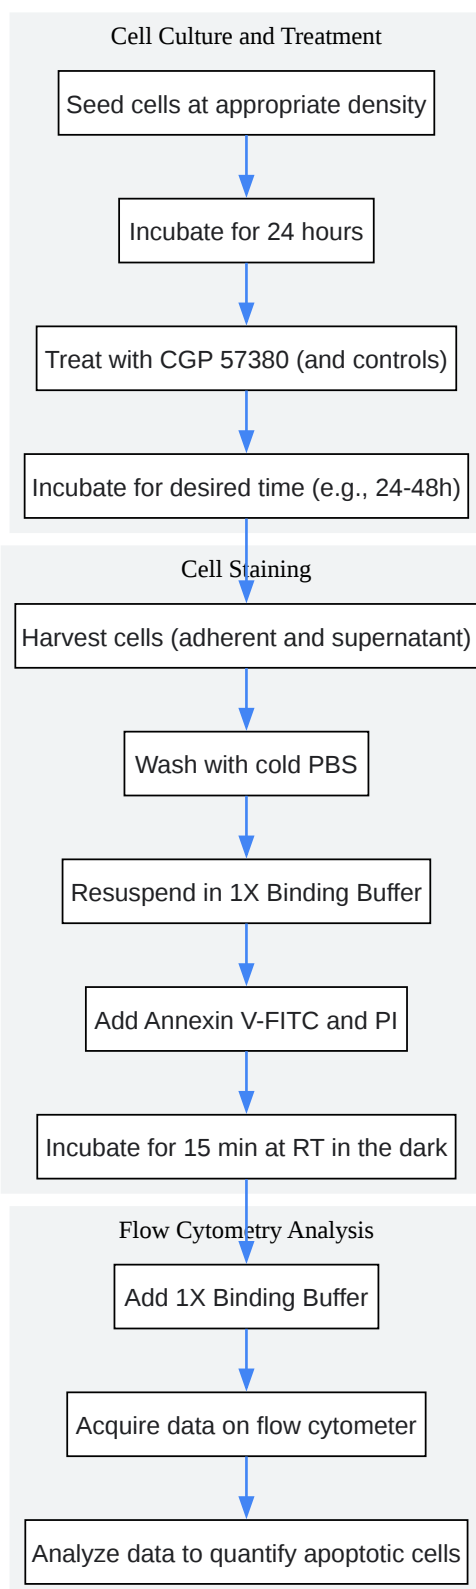 Cell Culture and Treatment
Seed cells at appropriate density
Incubate for 24 hours
Treat with CGP 57380 (and controls)
Incubate for desired time (e.g., 24-48h)
Cell Staining
Harvest cells (adherent and supernatant)
Wash with cold PBS
Resuspend in 1X Binding Buffer
Add Annexin V-FITC and PI
Incubate for 15 min at RT in the dark
Flow Cytometry Analysis
Add 1X Binding Buffer
Acquire data on flow cytometer
Analyze data to quantify apoptotic cells